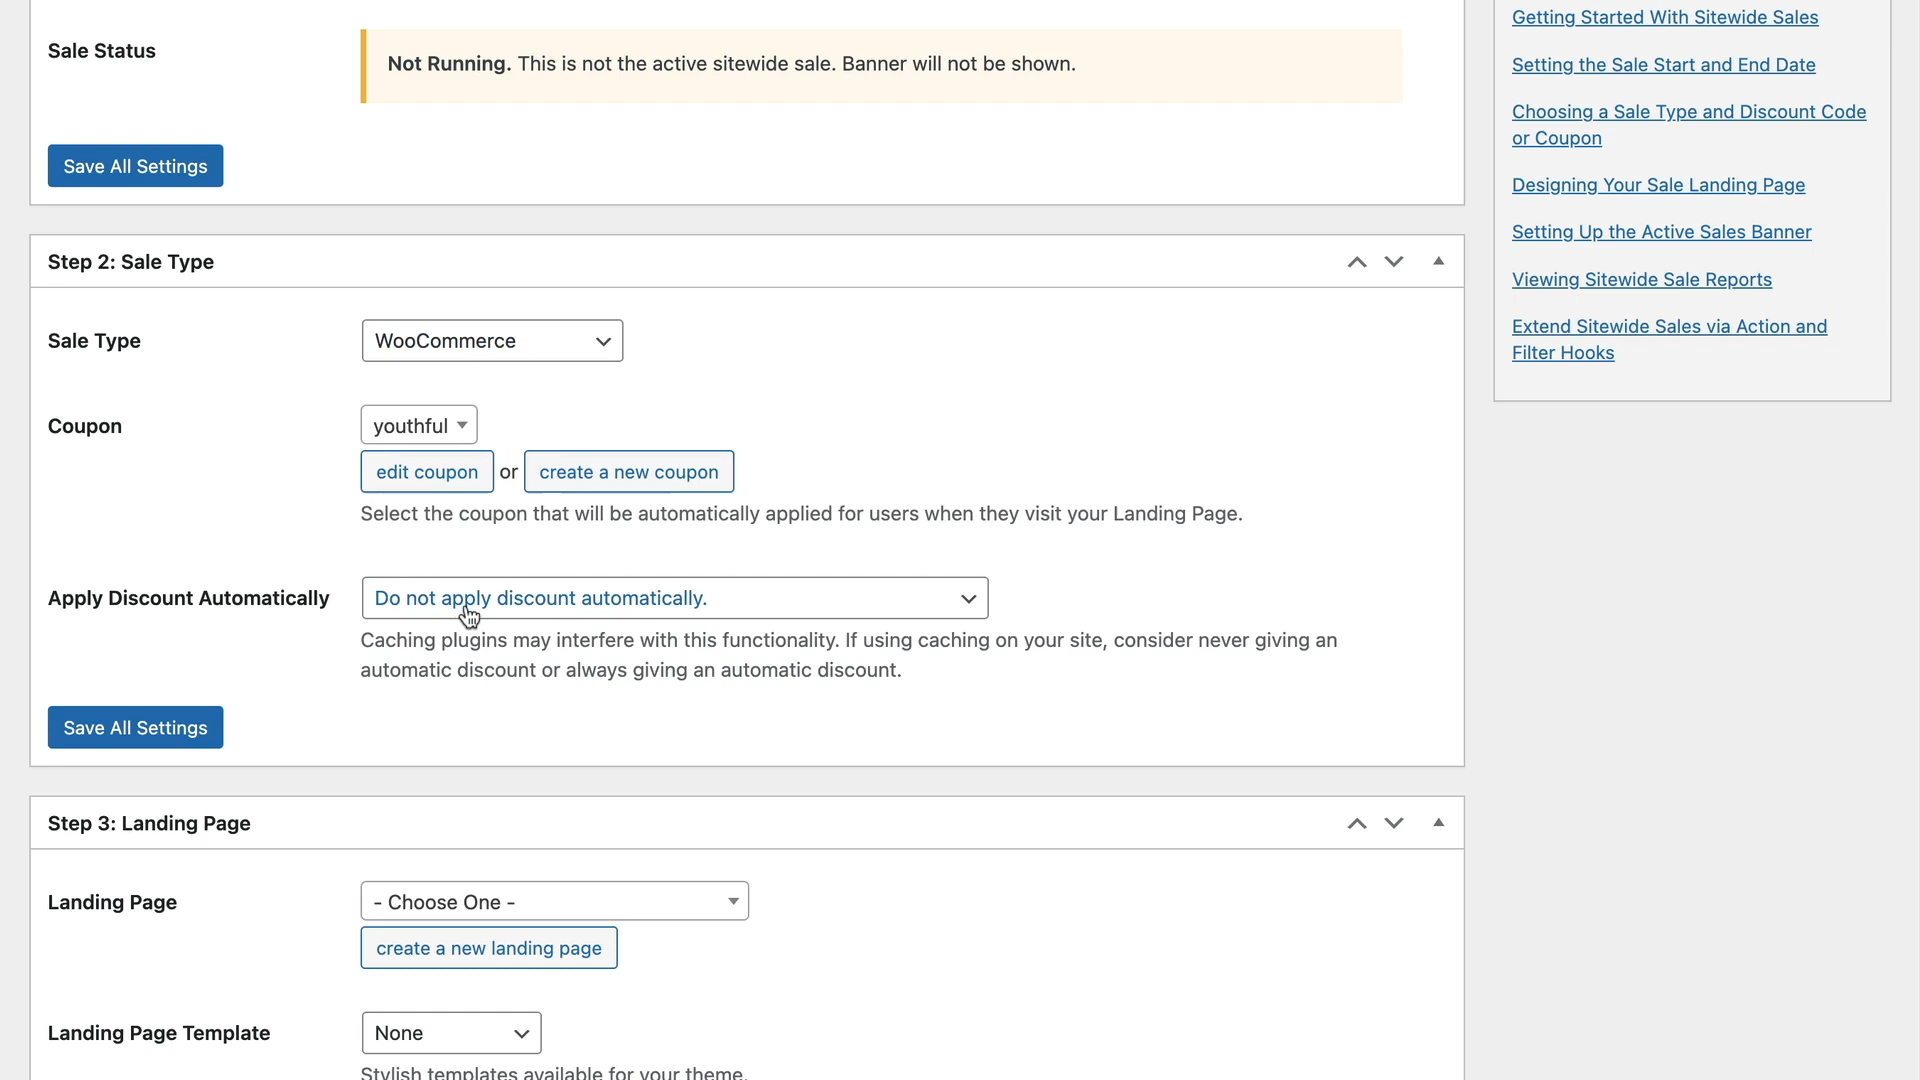 Sale Status
Not Running. This is not the active sitewide sale. Banner will not be shown.
Save All Settings
Step 2: Sale Type
Sale Type
WooCommerce
Coupon
youthful
edit coupon or create a new coupon
Select the coupon that will be automatically applied for users when they visit your Landing Page.
Apply Discount Automatically
Do not apply discount automatically.
Caching plugins may interfere with this functionality. If using caching on your site, consider never giving an
automatic discount or always giving an automatic discount.
Save All Settings
Step 3: Landing Page
Landing Page
- Choose One -
create a new landing page
Landing Page Template
None
Stylish templates available for your theme.
Getting Started With Sitewide Sales
Setting the Sale Start and End Date
Choosing a Sale Type and Discount Code
or Coupon
Designing Your Sale Landing Page
Setting Up the Active Sales Banner
Viewing Sitewide Sale Reports
Extend Sitewide Sales via Action and
Filter Hooks